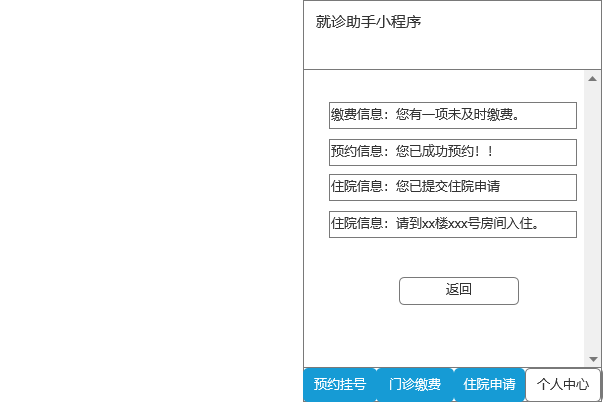 就诊助手小程序
缴费信息：您有一项未及时缴费。
预约信息：您已成功预约！！
住院信息：您已提交住院申请
住院信息：请到xx楼xxx号房间入住。
返回
预约挂号 门诊缴费 住院申请 个人中心